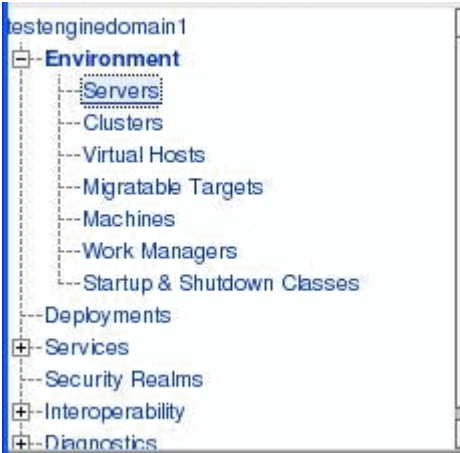 testenginedomain1
Environment
Servers
Clusters
Virtual Hosts
Migratable Targets
Machines
Work Managers
Startup & Shutdown Classes
Deployments
Services
Security Realms
Interoperability
Diagnostics